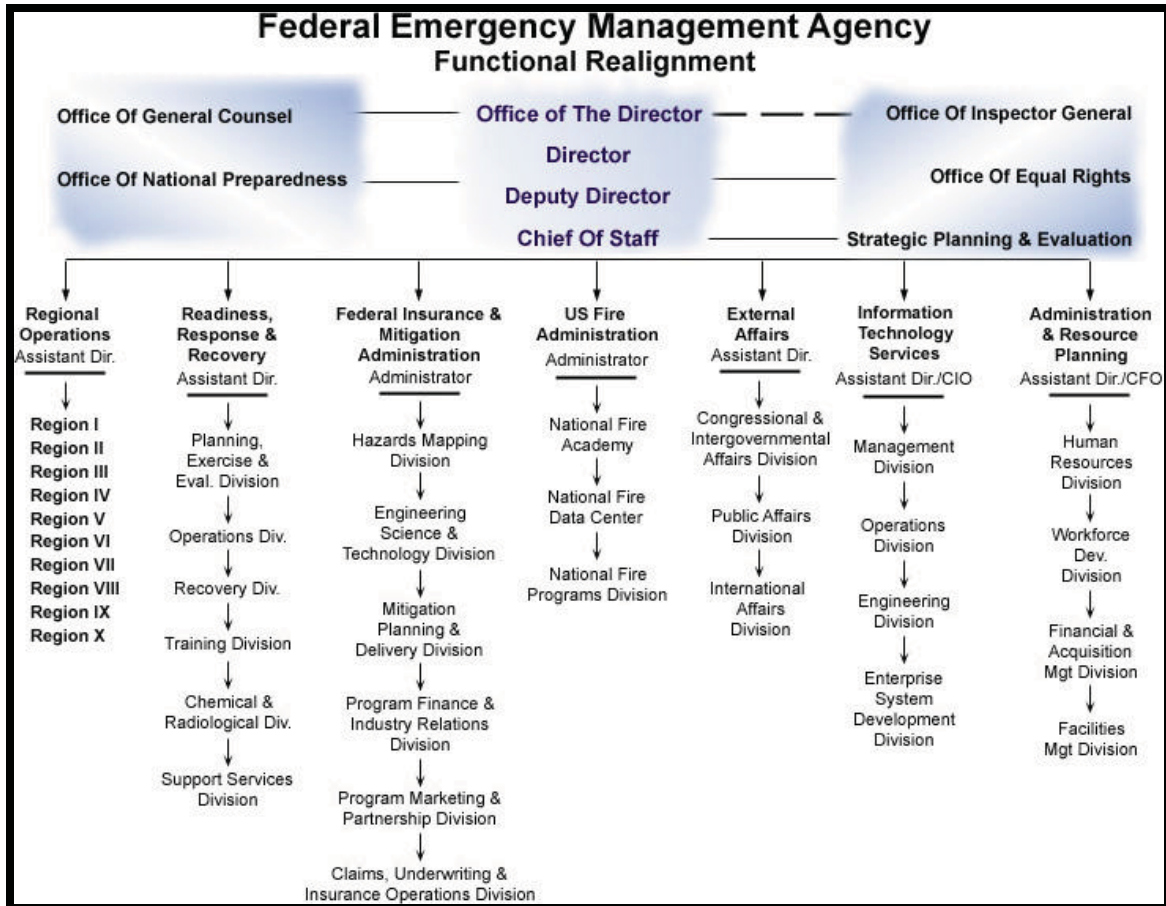 Federal Emergency Management Agency
Functional Realignment
Office Of General Counsel
Office Of National Preparedness
Office of The Director
Director
Deputy Director
Chief Of Staff
Office Of Inspector General
Office Of Equal Rights
Strategic Planning & Evaluation
Regional
Operations
Assistant Dir.
Region I
Region II
Region III
Region IV
Region V
Region VI
Region VII
Region VIII
Region IX
Region X
Readiness,
Response &
Recovery
Assistant Dir.
Planning,
Exercise &
Eval. Division
Operations Div.
Recovery Div.
Training Division
Chemical &
Radiological Div.
Support Services
Division
Federal Insurance &
Mitigation
Administration
Administrator
Hazards Mapping
Division
Engineering
Science &
Technology Division
Mitigation
Planning &
Delivery Division
Program Finance &
Industry Relations
Division
Program Marketing &
Partnership Division
Claims, Underwriting &
Insurance Operations Division
US Fire
Administration
Administrator
National Fire
Academy
National Fire
Data Center
National Fire
Programs Division
External
Affairs
Assistant Dir.
Congressional &
Intergovernmental
Affairs Division
Public Affairs
Division
International
Affairs
Division
Information
Technology
Services
Assistant Dir./CIO
Management
Division
Operations
Division
Engineering
Division
Enterprise
System
Development
Division
Administration
& Resource
Planning
Assistant Dir./CFO
Human
Resources
Division
Workforce
Dev.
Division
Financial &
Acquisition
Mgt Division
Facilities
Mgt Division